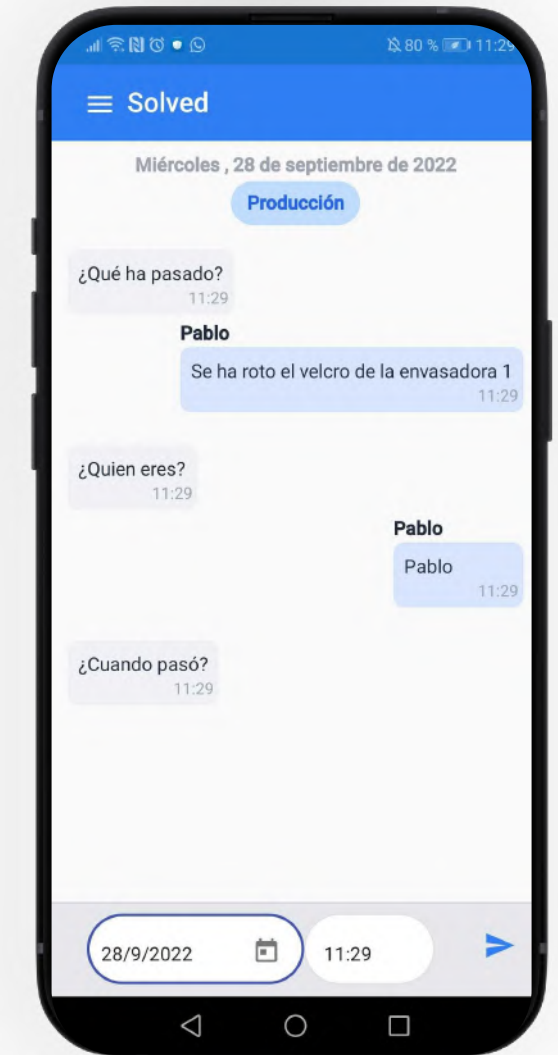 80 % 11:29
Solved
Miércoles , 28 de septiembre de 2022
Producción
¿Qué ha pasado?
11:29
Pablo
Se ha roto el velcro de la envasadora 1
11:29
¿Quien eres?
11:29
Pablo
Pablo
11:29
¿Cuando pasó?
11:29
28/9/2022 11:29